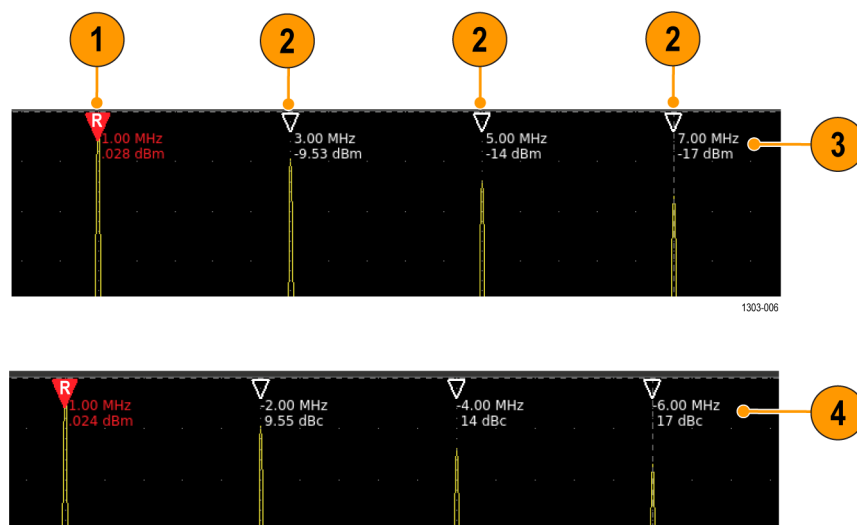 1 2 2 2
R
1.00 MHz 3.00 MHz 5.00 MHz 7.00 MHz
.028 dBm -9.53 dBm -14 dBm -17 dBm
3
1303-006
R
1.00 MHz -2.00 MHz -4.00 MHz -6.00 MHz
.024 dBm 9.55 dBc 14 dBc 17 dBc
4